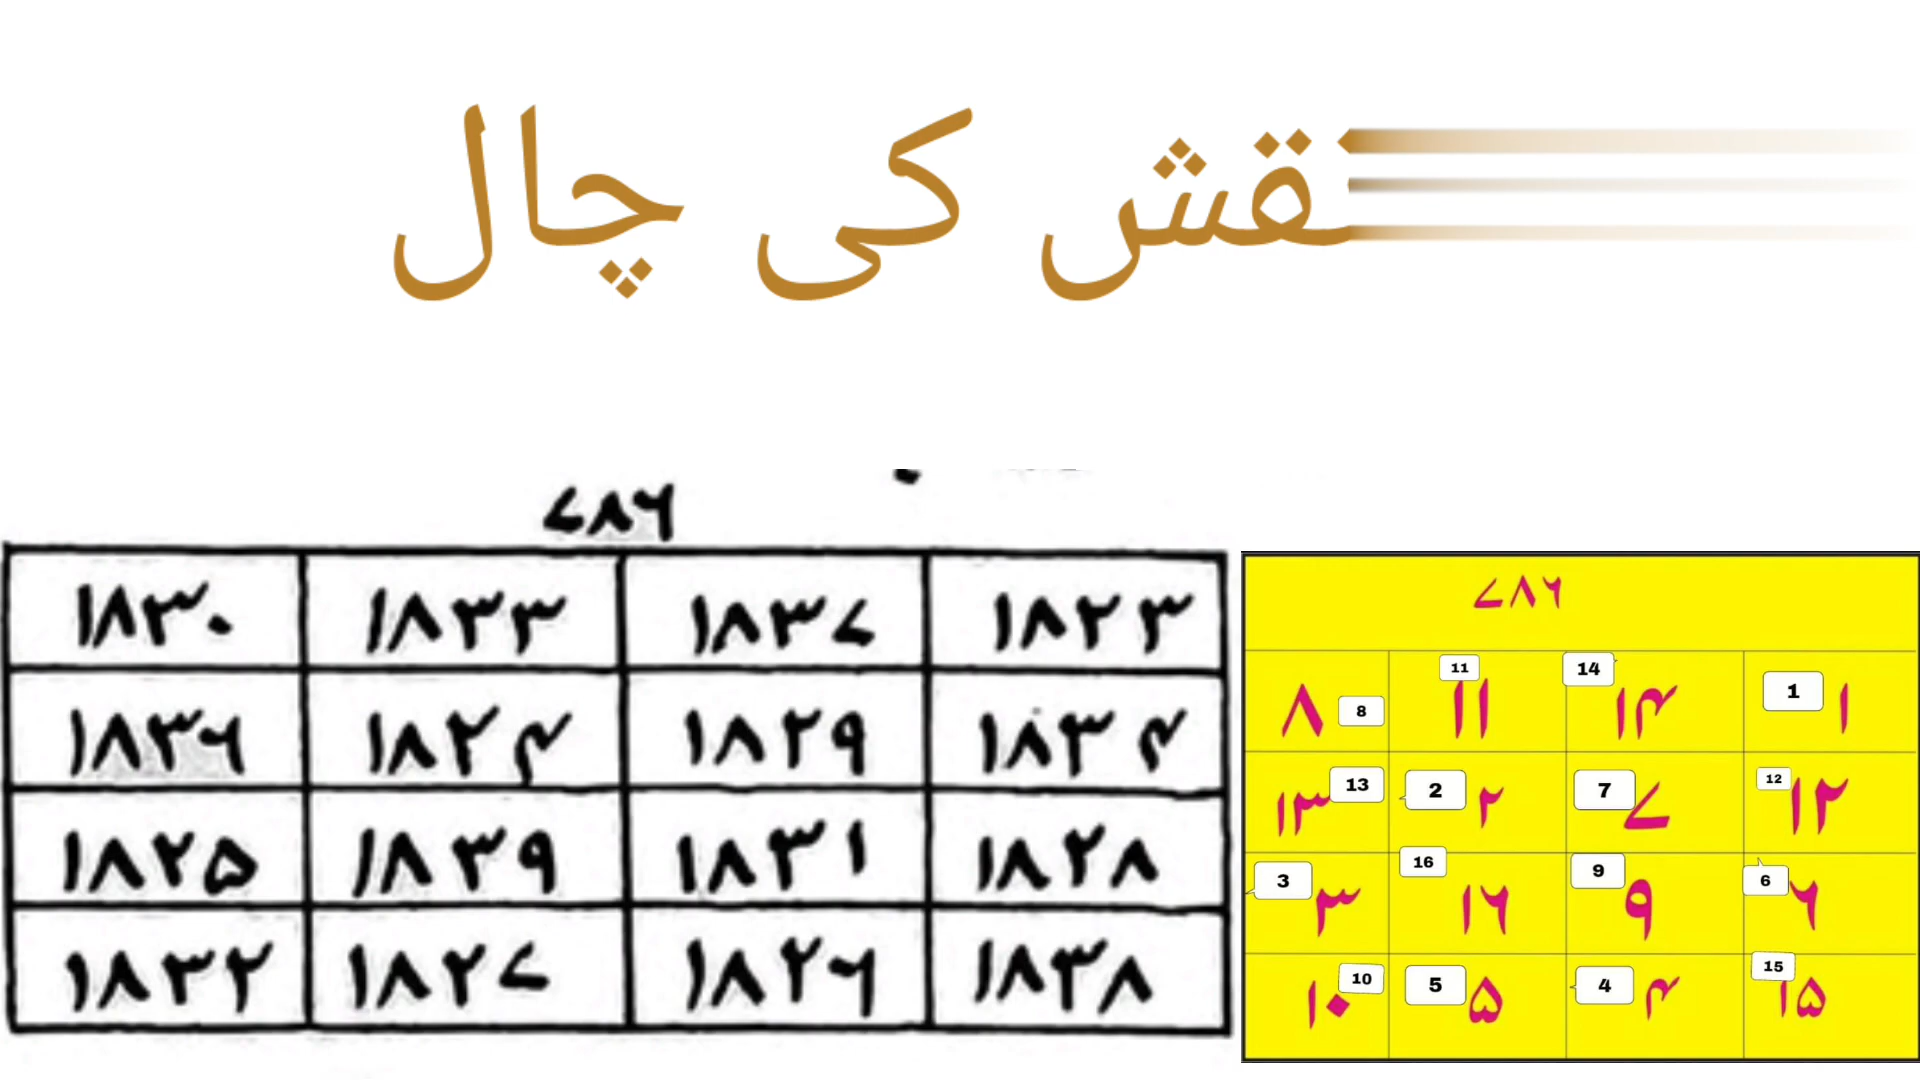 نقش کی چال
۷۸۶
۱۸۳۰ ۱۸۳۳ ۱۸۳۷ ۱۸۲۳
۱۸۳۶ ۱۸۲۴ ۱۸۲۹ ۱۸۳۴
۱۸۲۵ ۱۸۳۹ ۱۸۳۱ ۱۸۲۸
۱۸۳۲ ۱۸۲۷ ۱۸۲۶ ۱۸۳۸
۷۸۶
۸ 8 11 ۱۱ 14 ۱۴ 1 ۱
۱۳ 13 2 ۲ 7 ۷ 12 ۱۲
3 ۳ 16 ۱۶ 9 ۹ 6 ۶
۱۰ 10 5 ۵ 4 ۴ 15 ۱۵